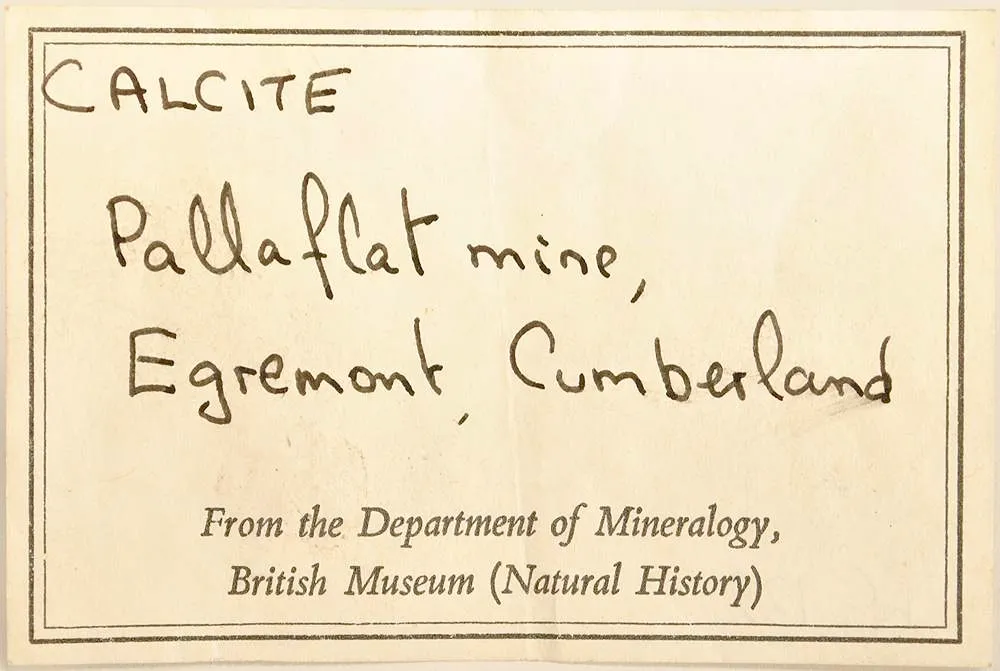 CALCITE
Pallaflat mine,
Egremont, Cumberland
From the Department of Mineralogy,
British Museum (Natural History)